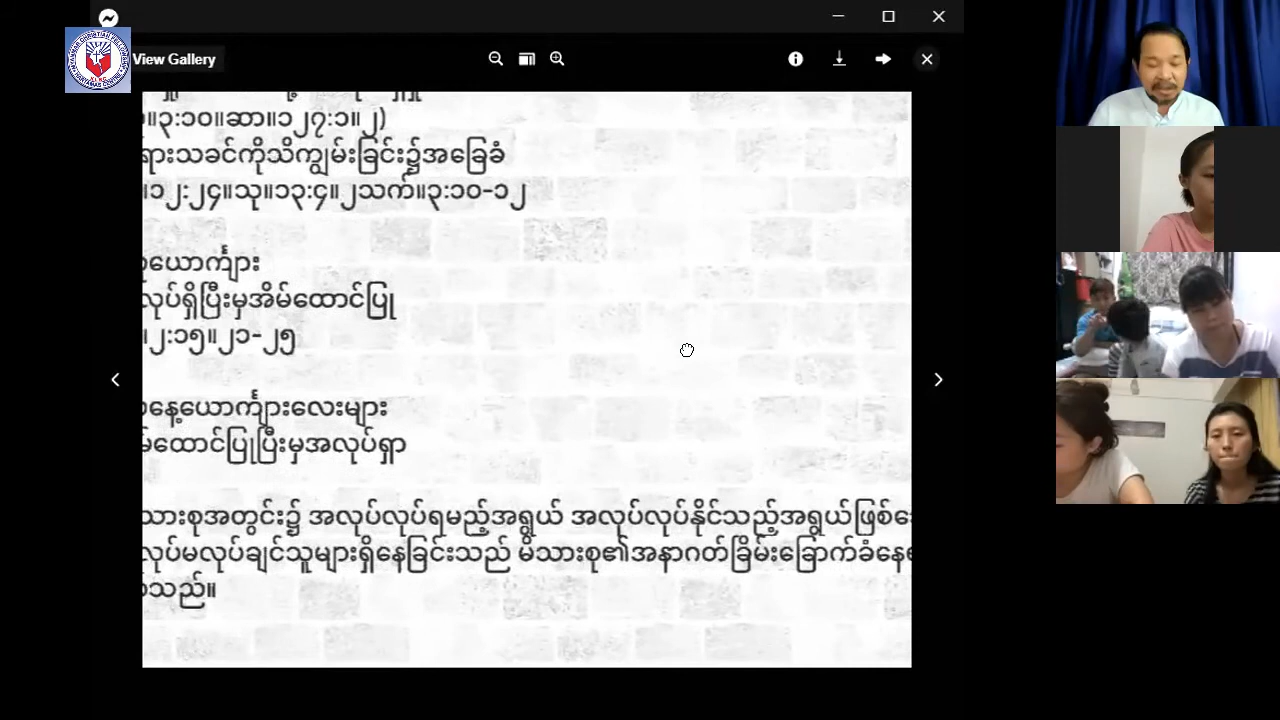 View Gallery
။၃:၁၀။ဆာ။၁၂၇:၁။၂)
ရားသခင်ကိုသိကျွမ်းခြင်း၌အခြေခံ
။၁၂:၂၄။သု။၁၃:၄။၂သက်။၃:၁၀-၁၂
ယောင်္ကျား
လုပ်ရှိပြီးမှအိမ်ထောင်ပြု
။၂:၁၅။၂၁-၂၅
နေ့ယောင်္ကျားလေးများ
မ်ထောင်ပြုပြီးမှအလုပ်ရှာ
သားစုအတွင်း၌ အလုပ်လုပ်ရမည့်အရွယ် အလုပ်လုပ်နိုင်သည့်အရွယ်ဖြစ်
လုပ်မလုပ်ချင်သူများရှိနေခြင်းသည် မိသားစု၏အနာဂတ်ခြိမ်းခြောက်ခံနေ
သည်။